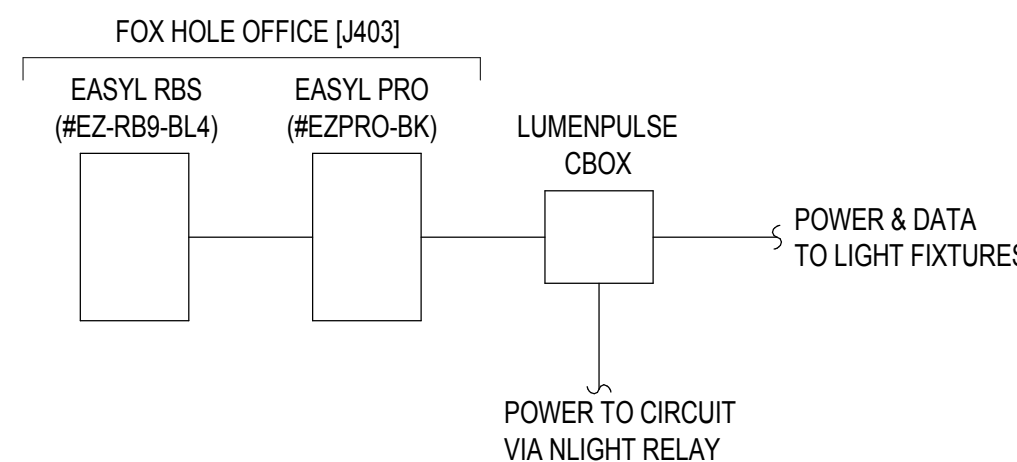 FOX HOLE OFFICE [J403]
EASYL RBS
(#EZ-RB9-BL4)
EASYL PRO
(#EZPRO-BK)
LUMENPULSE
CBOX
POWER & DATA
TO LIGHT FIXTURES
POWER TO CIRCUIT
VIA NLIGHT RELAY